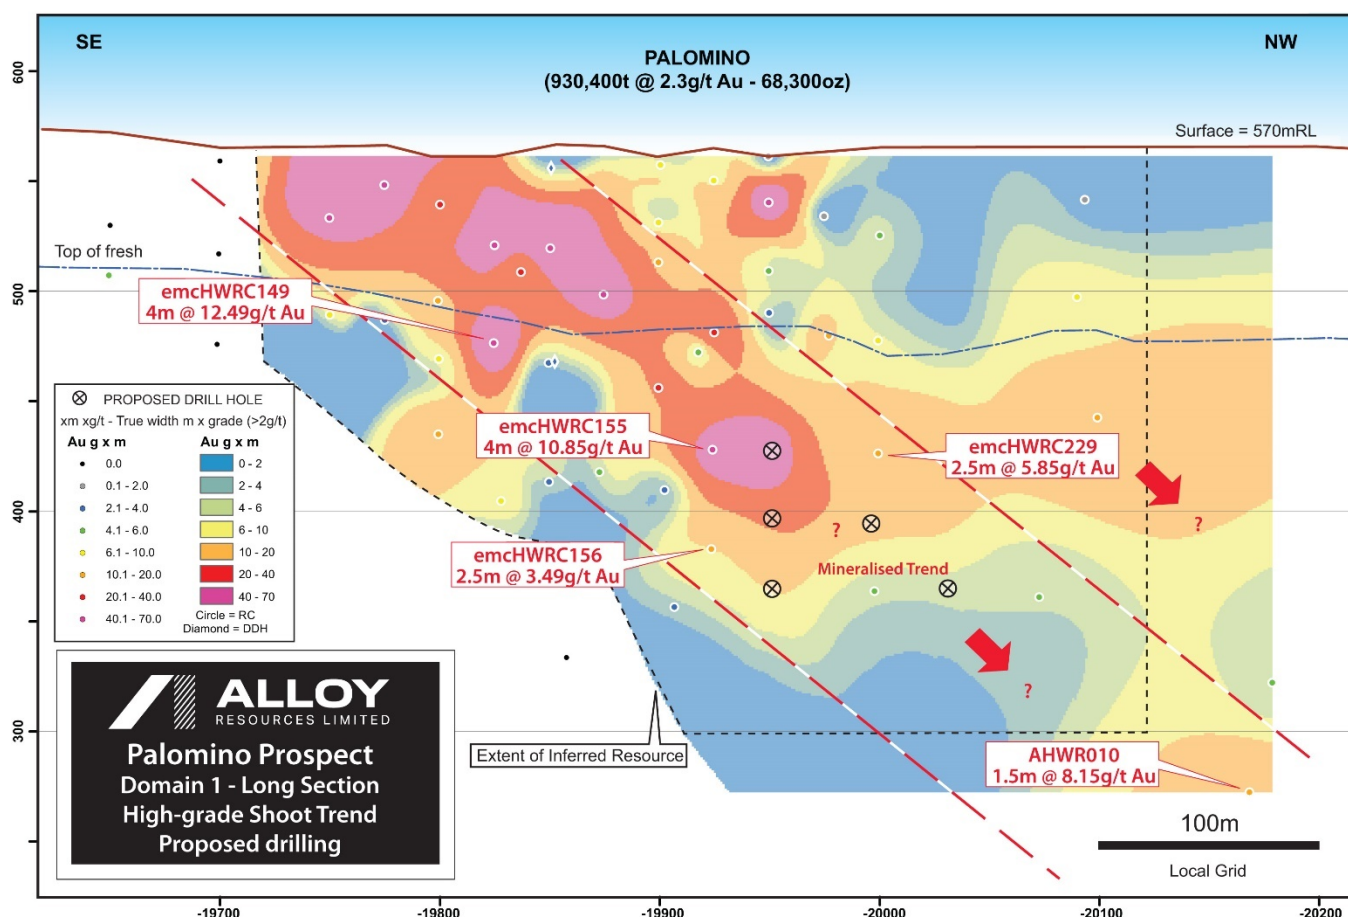 SE
NW
PALOMINO
(930,400t @ 2.3g/t Au - 68,300oz)
Surface = 570mRL
600
500
400
300
Top of fresh
emcHWRC149
4m @ 12.49g/t Au
PROPOSED DRILL HOLE
xm xg/t - True width m x grade (>2g/t)
Au g x m
Au g x m
0.0
0 - 2
0.1 - 2.0
2 - 4
2.1 - 4.0
4 - 6
4.1 - 6.0
6 - 10
6.1 - 10.0
10 - 20
10.1 - 20.0
20 - 40
20.1 - 40.0
40 - 70
40.1 - 70.0
Circle = RC
Diamond = DDH
emcHWRC155
4m @ 10.85g/t Au
emcHWRC229
2.5m @ 5.85g/t Au
?
?
emcHWRC156
2.5m @ 3.49g/t Au
Mineralised Trend
?
ALLOY
RESOURCES LIMITED
Palomino Prospect
Domain 1 - Long Section
High-grade Shoot Trend
Proposed drilling
Extent of Inferred Resource
AHWR010
1.5m @ 8.15g/t Au
100m
Local Grid
-19700
-19800
-19900
-20000
-20100
-20200